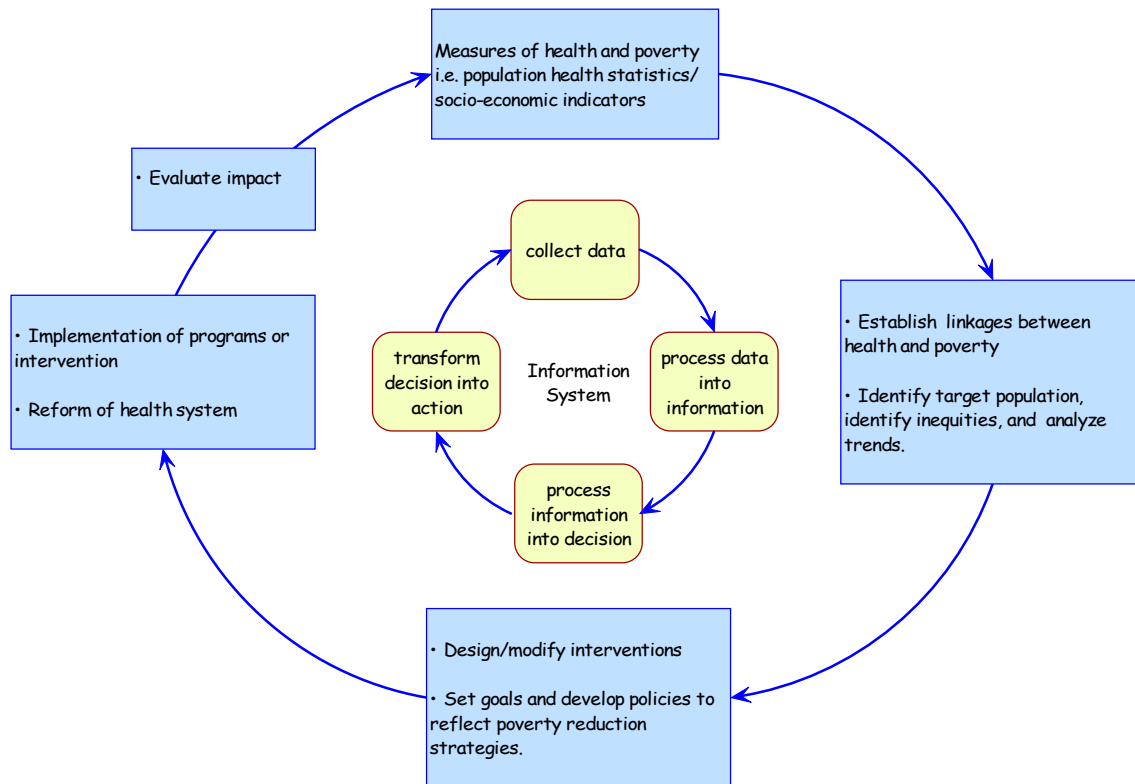 Measures of health and poverty
i.e. population health statistics/
socio-economic indicators
• Evaluate impact
collect data
• Implementation of programs or
intervention
• Reform of health system
transform
decision into
action
Information
System
process data
into
information
• Establish linkages between
health and poverty
• Identify target population,
identify inequities, and analyze
trends.
process
information
into decision
• Design/modify interventions
• Set goals and develop policies to
reflect poverty reduction
strategies.